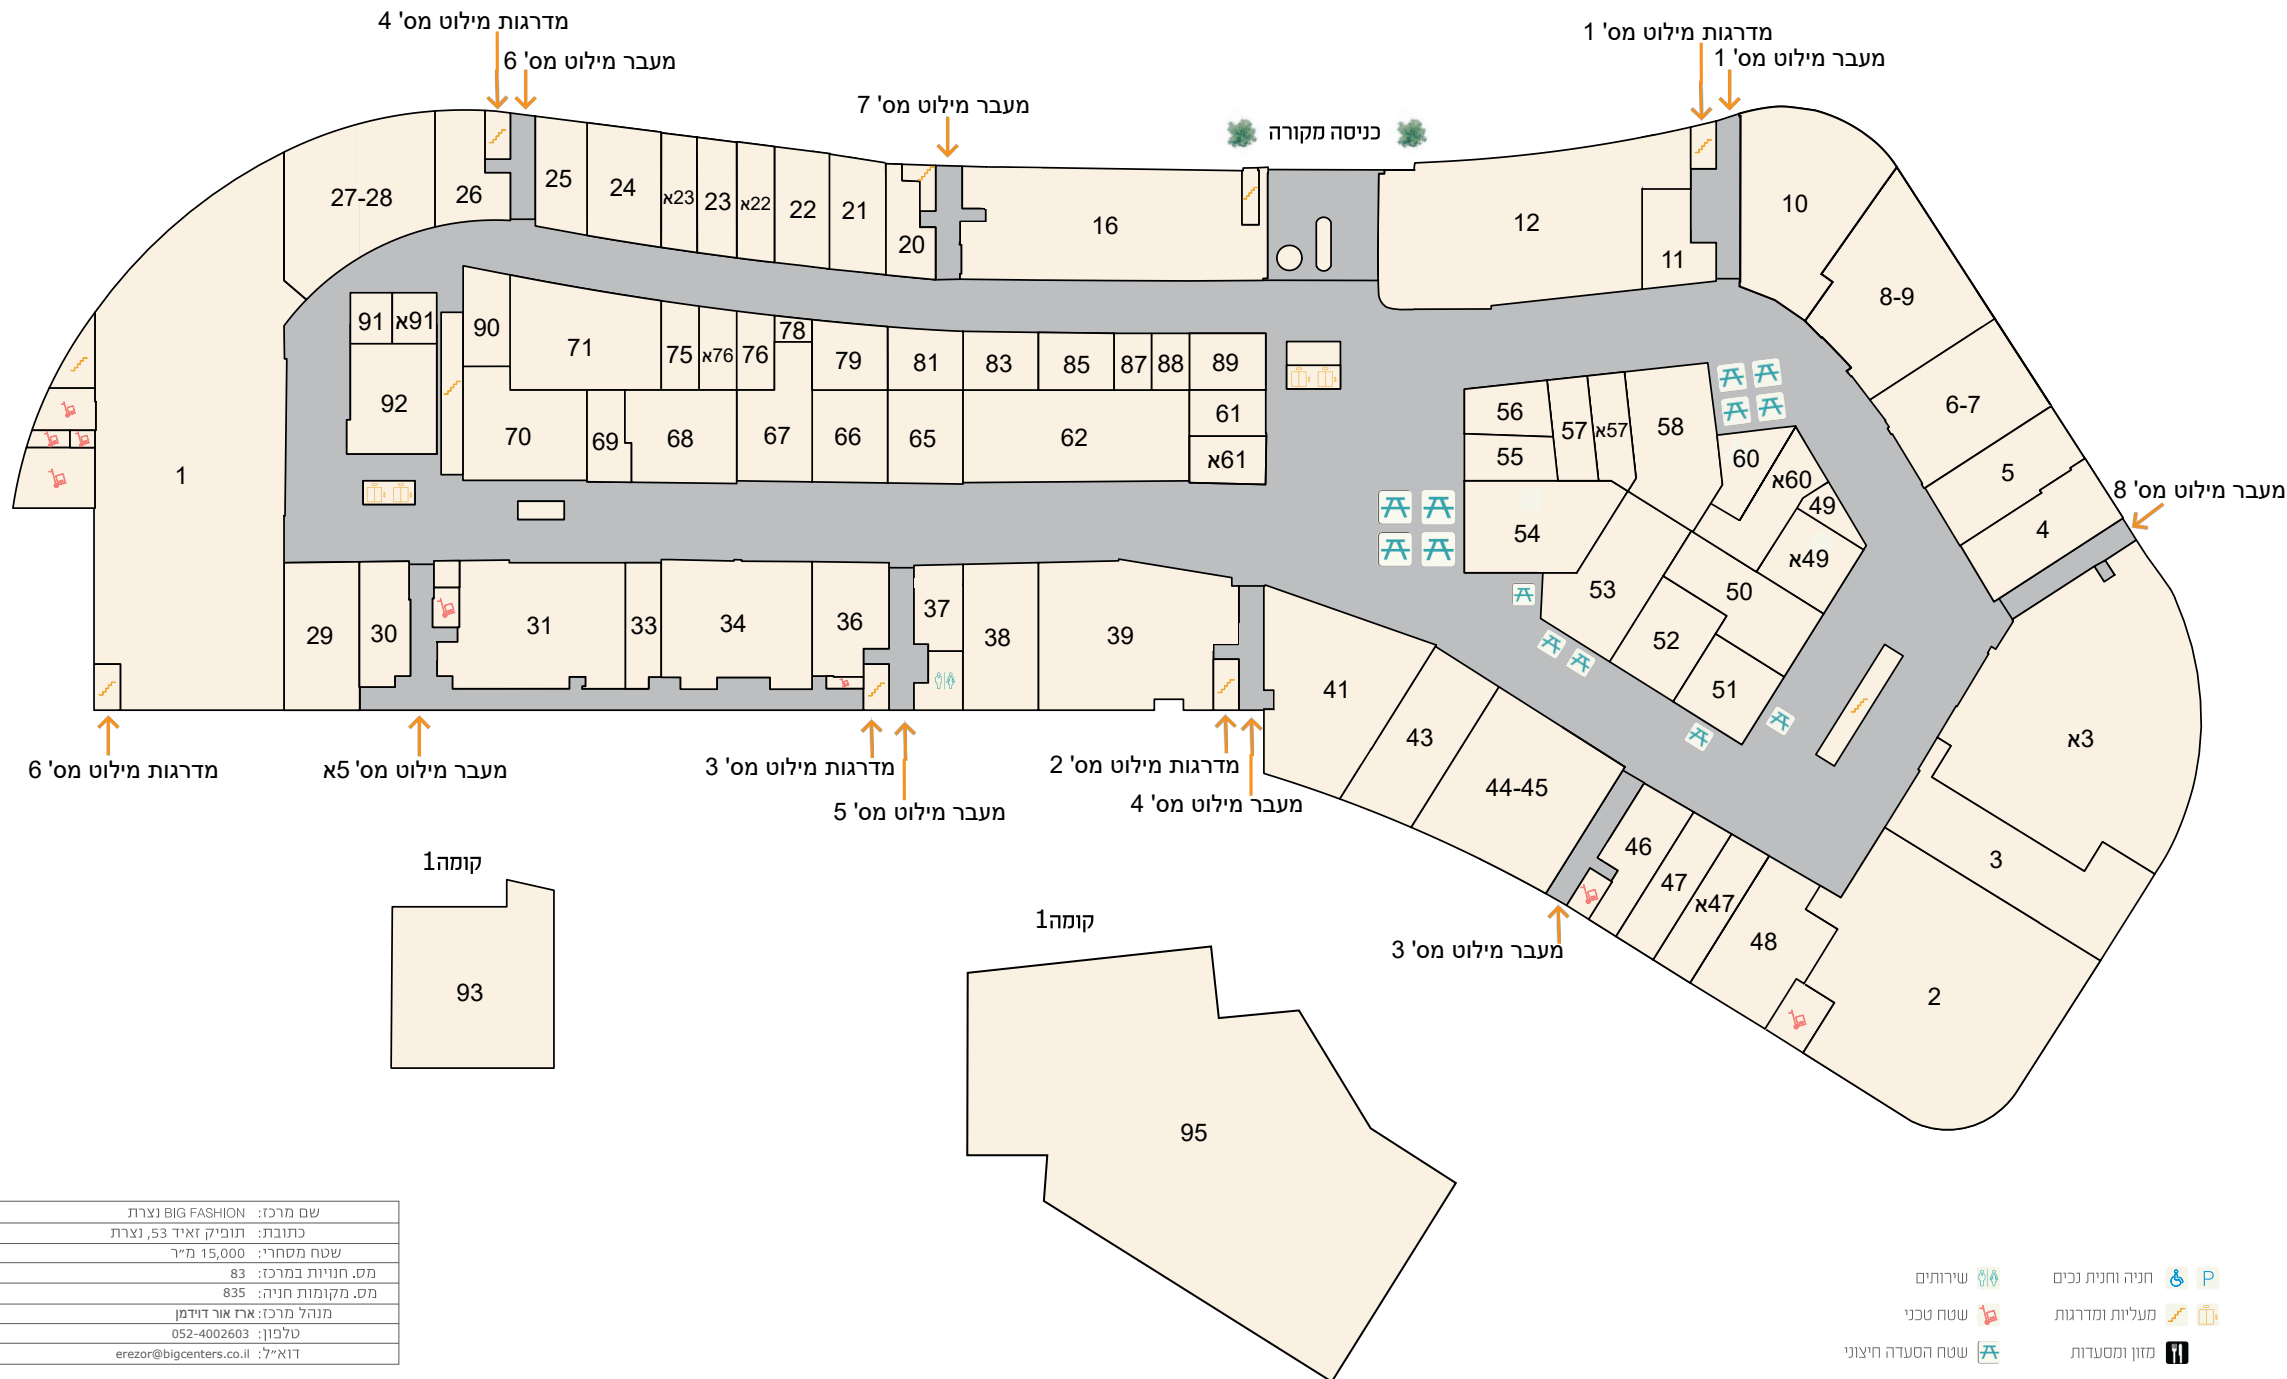 מדרגות מילוט מס' 4
מעבר מילוט מס' 6
מעבר מילוט מס' 7
כניסה מקורה
מדרגות מילוט מס' 1
מעבר מילוט מס' 1
27-28
26
25
24
23א
23
22א
22
21
20
16
12
11
10
8-9
6-7
5
4
מעבר מילוט מס' 8
91
91א
92
90
71
75
76א
76
78
79
81
83
85
87
88
89
61
61א
70
69
68
67
66
65
62
1
56
55
57
57א
58
60
60א
49
49א
54
53
50
52
51
29
30
31
33
34
36
37
38
39
41
43
44-45
46
47
47א
48
3א
3
2
מדרגות מילוט מס' 6
מעבר מילוט מס' 5א
מדרגות מילוט מס' 3
מעבר מילוט מס' 5
מדרגות מילוט מס' 2
מעבר מילוט מס' 4
מעבר מילוט מס' 3
קומה1
93
קומה1
95
שם מרכז: BIG FASHION נצרת
כתובת: תופיק זאיד 53, נצרת
שטח מסחרי: 15,000 מ״ר
מס. חנויות במרכז: 83
מס. מקומות חניה: 835
מנהל מרכז: ארז אור דוידמן
טלפון: 052-4002603
דוא״ל: erezor@bigcenters.co.il
P חניה וחנית נכים
שירותים
מעליות ומדרגות
שטח טכני
מזון ומסעדות
שטח הסעדה חיצוני